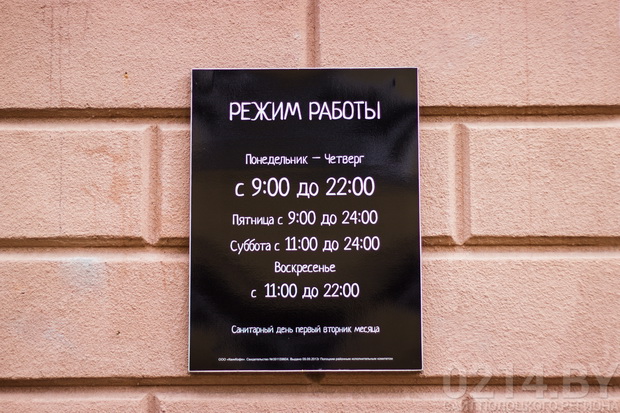 РЕЖИМ РАБОТЫ
Понедельник – Четверг
с 9:00 до 22:00
Пятница с 9:00 до 24:00
Суббота с 11:00 до 24:00
Воскресенье
с 11:00 до 22:00
Санитарный день первый вторник месяца
0214.BY